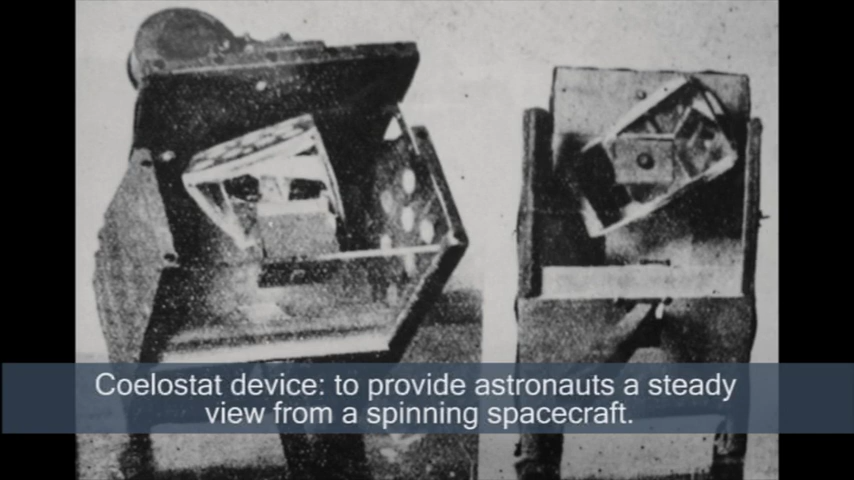 Coelostat device: to provide astronauts a steady
view from a spinning spacecraft.